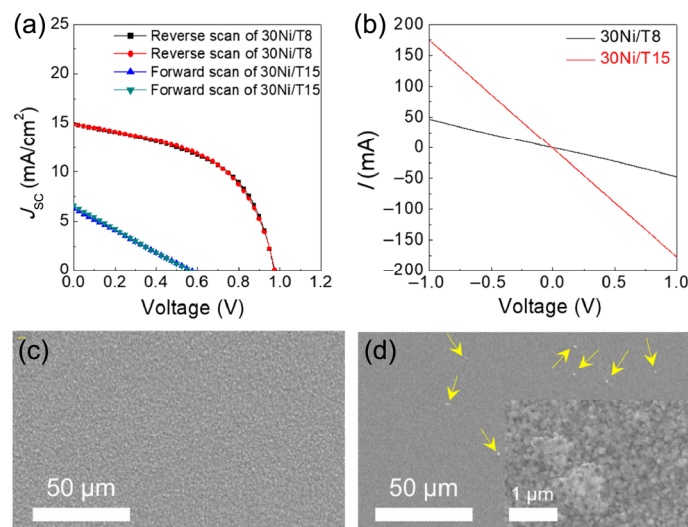 (a)
25
20
15
10
5
0
0.0 0.2 0.4 0.6 0.8 1.0 1.2
Voltage (V)
JSC (mA/cm²)
Reverse scan of 30Ni/T8
Reverse scan of 30Ni/T8
Forward scan of 30Ni/T15
Forward scan of 30Ni/T15
(b)
200
150
100
50
0
−50
−100
−150
−200
−1.0 −0.5 0.0 0.5 1.0
Voltage (V)
I (mA)
30Ni/T8
30Ni/T15
(c)
50 μm
(d)
50 μm
1 μm